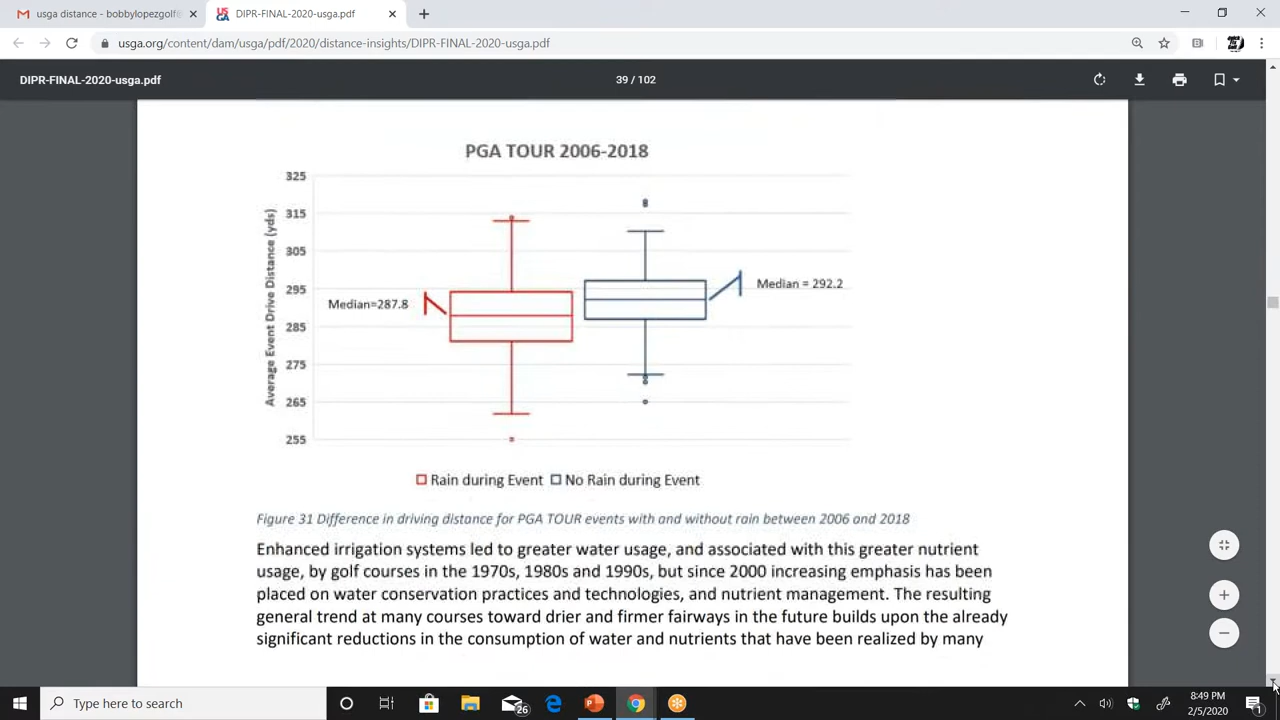 usga distance - bobbylopezgolf@
DIPR-FINAL-2020-usga.pdf
usga.org/content/dam/usga/pdf/2020/distance-insights/DIPR-FINAL-2020-usga.pdf
DIPR-FINAL-2020-usga.pdf
39 / 102
PGA TOUR 2006-2018
325
315
305
295
285
275
265
255
Average Event Drive Distance (yds)
Median=287.8
Median = 292.2
Rain during Event
No Rain during Event
Figure 31 Difference in driving distance for PGA TOUR events with and without rain between 2006 and 2018
Enhanced irrigation systems led to greater water usage, and associated with this greater nutrient
usage, by golf courses in the 1970s, 1980s and 1990s, but since 2000 increasing emphasis has been
placed on water conservation practices and technologies, and nutrient management. The resulting
general trend at many courses toward drier and firmer fairways in the future builds upon the already
significant reductions in the consumption of water and nutrients that have been realized by many
Type here to search
26
8:49 PM
2/5/2020
1